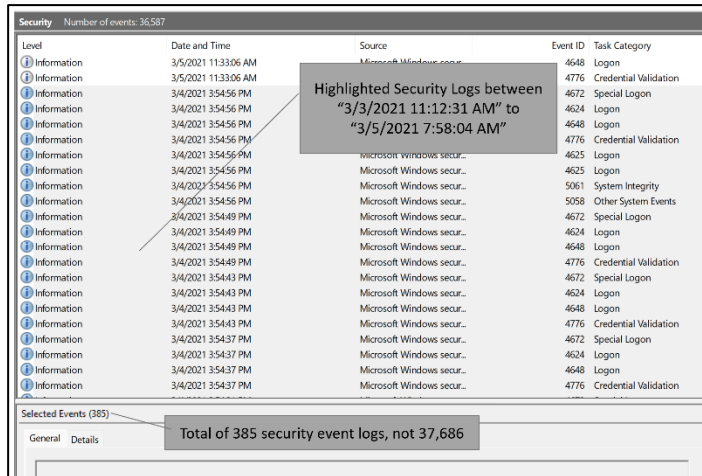 Security Number of events: 36,587
Level Date and Time Source Event ID Task Category
Information 3/5/2021 11:33:06 AM Microsoft Windows secur... 4648 Logon
Information 3/5/2021 11:33:06 AM 4776 Credential Validation
Information 3/4/2021 3:54:56 PM 4672 Special Logon
Information 3/4/2021 3:54:56 PM 4624 Logon
Information 3/4/2021 3:54:56 PM 4648 Logon
Information 3/4/2021 3:54:56 PM 4776 Credential Validation
Highlighted Security Logs between
“3/3/2021 11:12:31 AM” to
“3/5/2021 7:58:04 AM”
Information 3/4/2021 3:54:56 PM Microsoft Windows secur... 4625 Logon
Information 3/4/2021 3:54:56 PM Microsoft Windows secur... 4625 Logon
Information 3/4/2021 3:54:56 PM Microsoft Windows secur... 5061 System Integrity
Information 3/4/2021 3:54:56 PM Microsoft Windows secur... 5058 Other System Events
Information 3/4/2021 3:54:49 PM Microsoft Windows secur... 4672 Special Logon
Information 3/4/2021 3:54:49 PM Microsoft Windows secur... 4624 Logon
Information 3/4/2021 3:54:49 PM Microsoft Windows secur... 4648 Logon
Information 3/4/2021 3:54:49 PM Microsoft Windows secur... 4776 Credential Validation
Information 3/4/2021 3:54:43 PM Microsoft Windows secur... 4672 Special Logon
Information 3/4/2021 3:54:43 PM Microsoft Windows secur... 4624 Logon
Information 3/4/2021 3:54:43 PM Microsoft Windows secur... 4648 Logon
Information 3/4/2021 3:54:43 PM Microsoft Windows secur... 4776 Credential Validation
Information 3/4/2021 3:54:37 PM Microsoft Windows secur... 4672 Special Logon
Information 3/4/2021 3:54:37 PM Microsoft Windows secur... 4624 Logon
Information 3/4/2021 3:54:37 PM Microsoft Windows secur... 4648 Logon
Information 3/4/2021 3:54:37 PM Microsoft Windows secur... 4776 Credential Validation
Selected Events (385)
Total of 385 security event logs, not 37,686
General Details